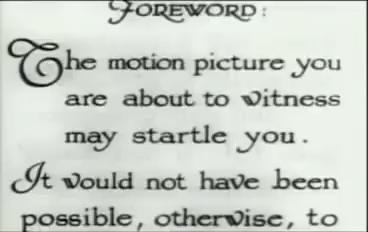 FOREWORD:
The motion picture you
are about to witness
may startle you.
It would not have been
possible, otherwise, to